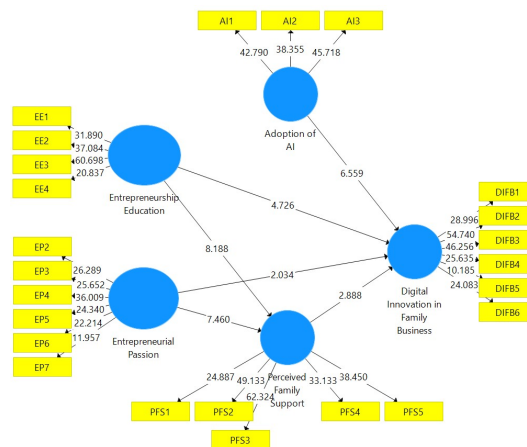 AI1
AI2
AI3
42.790
38.355
45.718
Adoption of
AI
EE1
EE2
EE3
EE4
31.890
37.084
60.698
20.837
Entrepreneurship
Education
6.559
4.726
8.188
DIFB1
DIFB2
DIFB3
DIFB4
DIFB5
DIFB6
28.996
54.740
46.256
25.635
10.185
24.083
Digital
Innovation in
Family
Business
EP2
EP3
EP4
EP5
EP6
EP7
26.289
25.652
36.009
24.340
22.214
11.957
Entrepreneurial
Passion
2.034
7.460
2.888
Perceived
Family
Support
24.887
49.133
62.324
33.133
38.450
PFS1
PFS2
PFS3
PFS4
PFS5